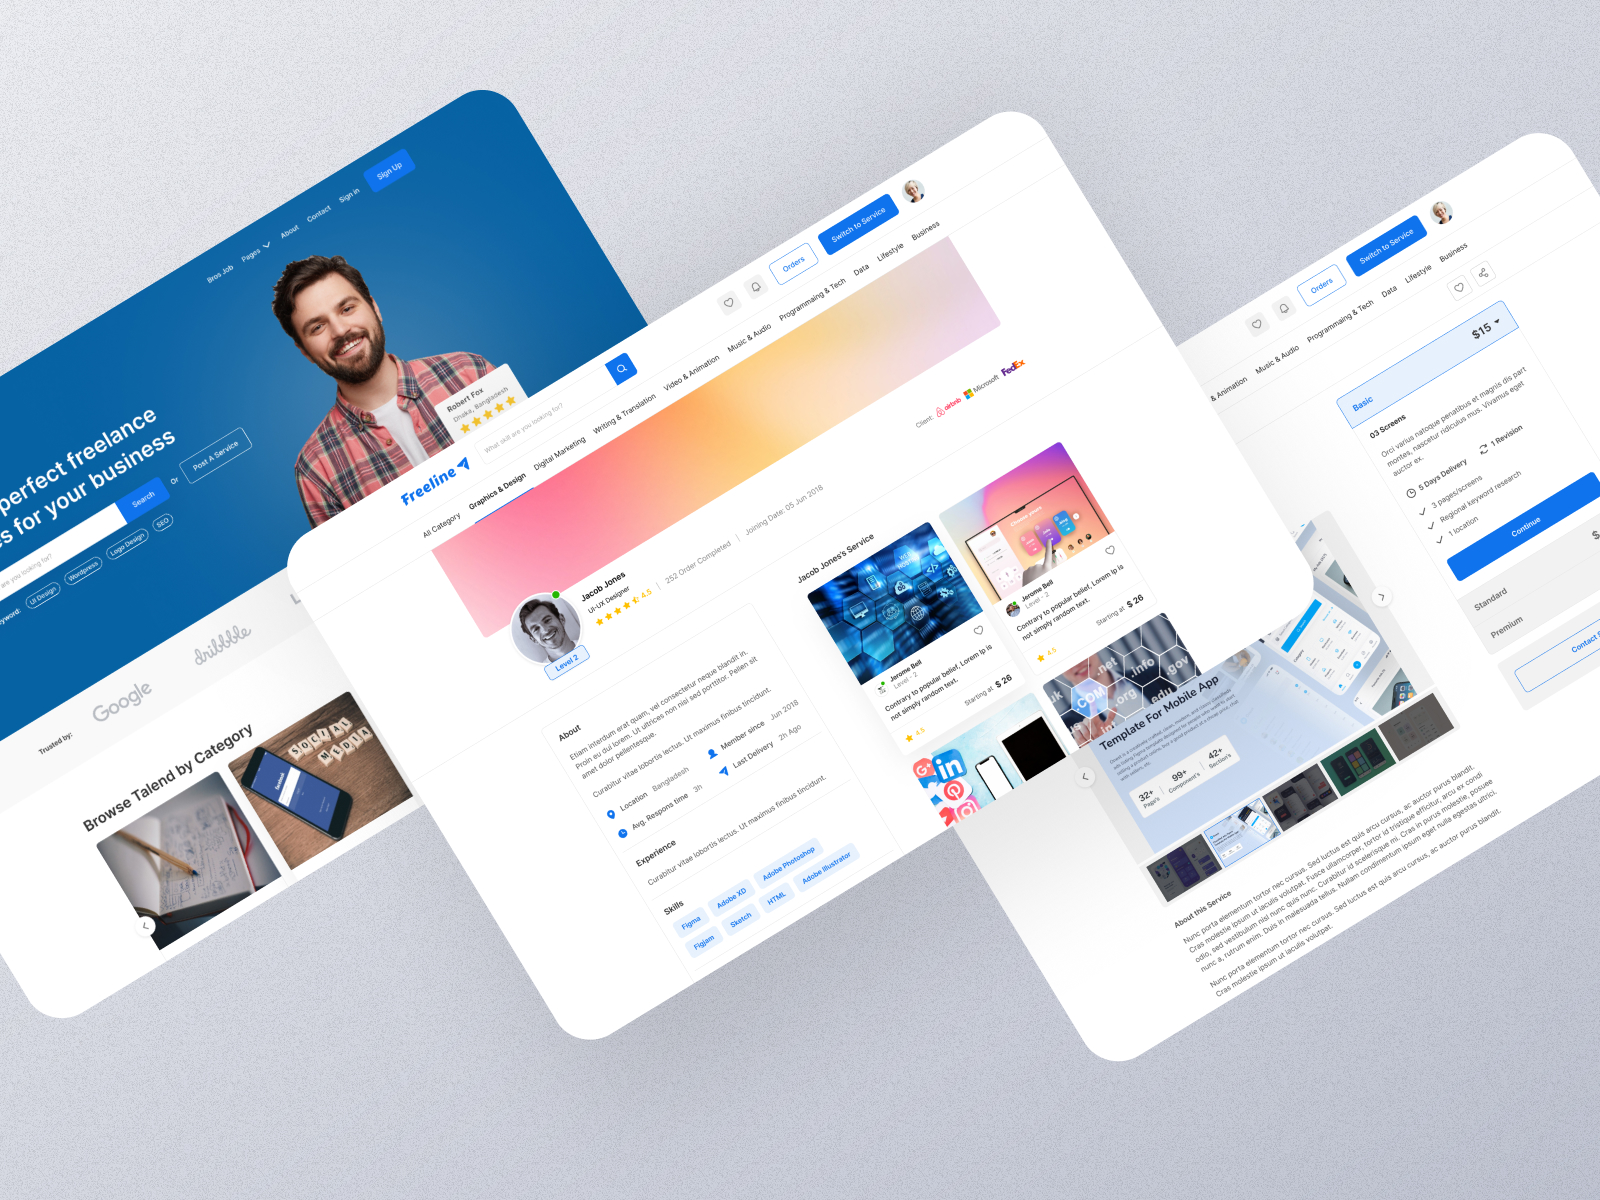 Bros Job
Pages
About
Contact
Sign in
Sign Up
perfect freelance
s for your business
are you looking for?
Search
Or
Post A Service
UI Design
Wordpress
Logo Design
SEO
Robert Fox
Dhaka, Bangladesh
Trusted by:
Google
dribbble
Browse Talend by Category
SOCIAL
MEDIA
facebook
Freeline
What skill are you looking for?
Orders
Switch to Service
All Category
Graphics & Design
Digital Marketing
Writing & Translation
Video & Animation
Music & Audio
Programmaing & Tech
Data
Lifestyle
Business
Jacob Jones
UI-UX Designer
4.5
252 Order Completed
Joining Date: 05 Jun 2018
Level 2
Client:
airbnb
Microsoft
FedEx
About
Etiam interdum erat quam, vel consectetur neque blandit in.
Proin eu dui lorem. Ut ultrices non nisl sed porttitor. Pellen sit
amet dolor pellentesque.
Curabitur vitae lobortis lectus. Ut maximus finibus tincidunt.
Location
Bangladesh
Member since
Jun 2018
Avg. Respons time
3h
Last Delivery
2h Ago
Experience
Curabitur vitae lobortis lectus. Ut maximus finibus tincidunt.
Skills
Figma
Adobe XD
Adobe Photoshop
Figjam
Sketch
HTML
Adobe Illustrator
Jacob Jones's Service
Jerome Bell
Level - 2
Contrary to popular belief, Lorem Ip is
not simply random text.
4.5
Starting at
$ 26
Jerome Bell
Level - 2
Contrary to popular belief, Lorem Ip is
not simply random text.
4.5
Starting at
$ 26
.net
.info
.gov
uk
.COM
.org
edu
G+
in
Orders
Switch to Service
& Animation
Music & Audio
Programmaing & Tech
Data
Lifestyle
Business
Basic
$15
03 Screens
Orci varius natoque penatibus et magnis dis part
montes, nascetur ridiculus mus. Vivamus eget
auctor ex.
5 Days Delivery
1 Revision
3 pages/screens
Regional keyword research
1 location
Continue
Standard
$
Premium
Contact
Template For Mobile App
32+
Page's
99+
Component's
42+
Section's
About this Service
Nunc porta elementum tortor nec cursus. Sed luctus est quis arcu cursus, ac auctor purus blandit.
Cras molestie ipsum ut iaculis volutpat. Fusce ullamcorper, tortor id tristique efficitur, arcu ex condi
odio, sed vestibulum nisl nunc quis nunc. Curabitur id scelerisque mi. Cras in purus molestie, posuee
nunc a, rutrum enim. Duis in malesuada tellus. Nullam condimentum ipsum eget nulla egestas ultrici.
Nunc porta elementum tortor nec cursus. Sed luctus est quis arcu cursus, ac auctor purus blandit.
Cras molestie ipsum ut iaculis volutpat.